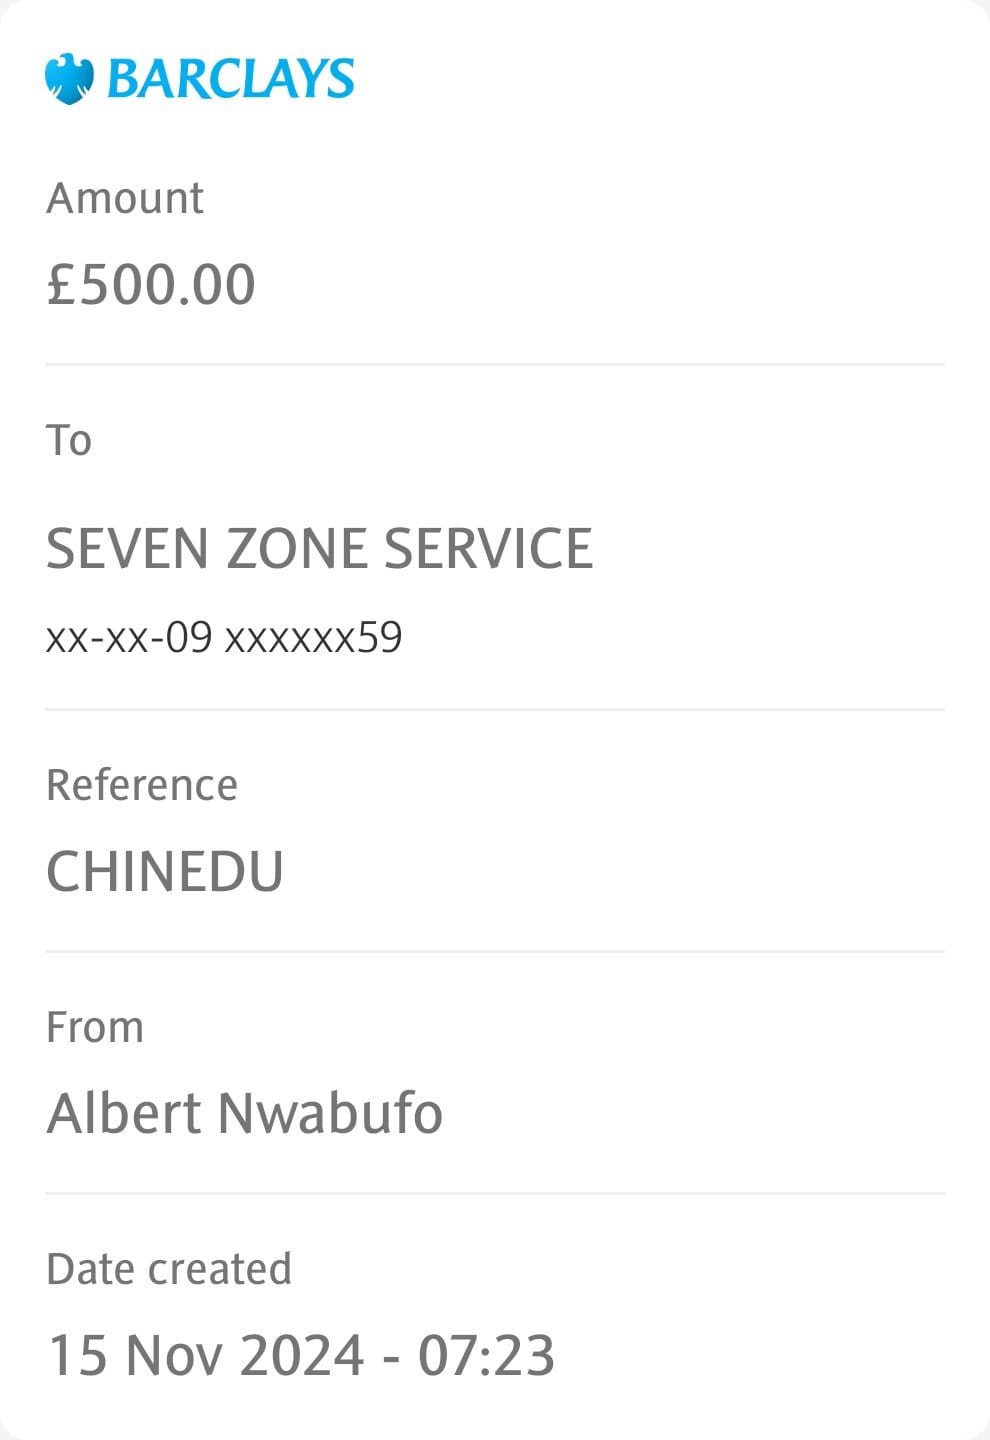 BARCLAYS
Amount
£500.00
To
SEVEN ZONE SERVICE
xx-xx-09 xxxxxx59
Reference
CHINEDU
From
Albert Nwabufo
Date created
15 Nov 2024 - 07:23